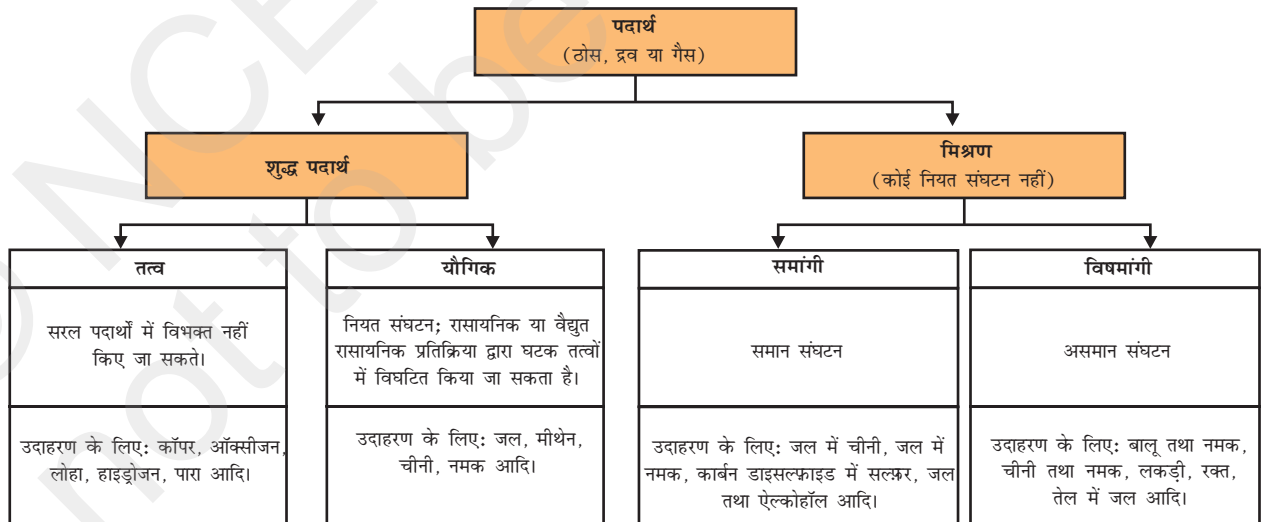 पदार्थ
(ठोस, द्रव या गैस)
शुद्ध पदार्थ
मिश्रण
(कोई नियत संघटन नहीं)
तत्व
सरल पदार्थों में विभक्त नहीं
किए जा सकते।
उदाहरण के लिए: कॉपर, ऑक्सीजन,
लोहा, हाइड्रोजन, पारा आदि।
यौगिक
नियत संघटन; रासायनिक या वैद्युत
रासायनिक प्रतिक्रिया द्वारा घटक तत्वों
में विघटित किया जा सकता है।
उदाहरण के लिए: जल, मीथेन,
चीनी, नमक आदि।
समांगी
समान संघटन
उदाहरण के लिए: जल में चीनी, जल में
नमक, कार्बन डाइसल्फ़ाइड में सल्फ़र, जल
तथा ऐल्कोहॉल आदि।
विषमांगी
असमान संघटन
उदाहरण के लिए: बालू तथा नमक,
चीनी तथा नमक, लकड़ी, रक्त,
तेल में जल आदि।
not to be